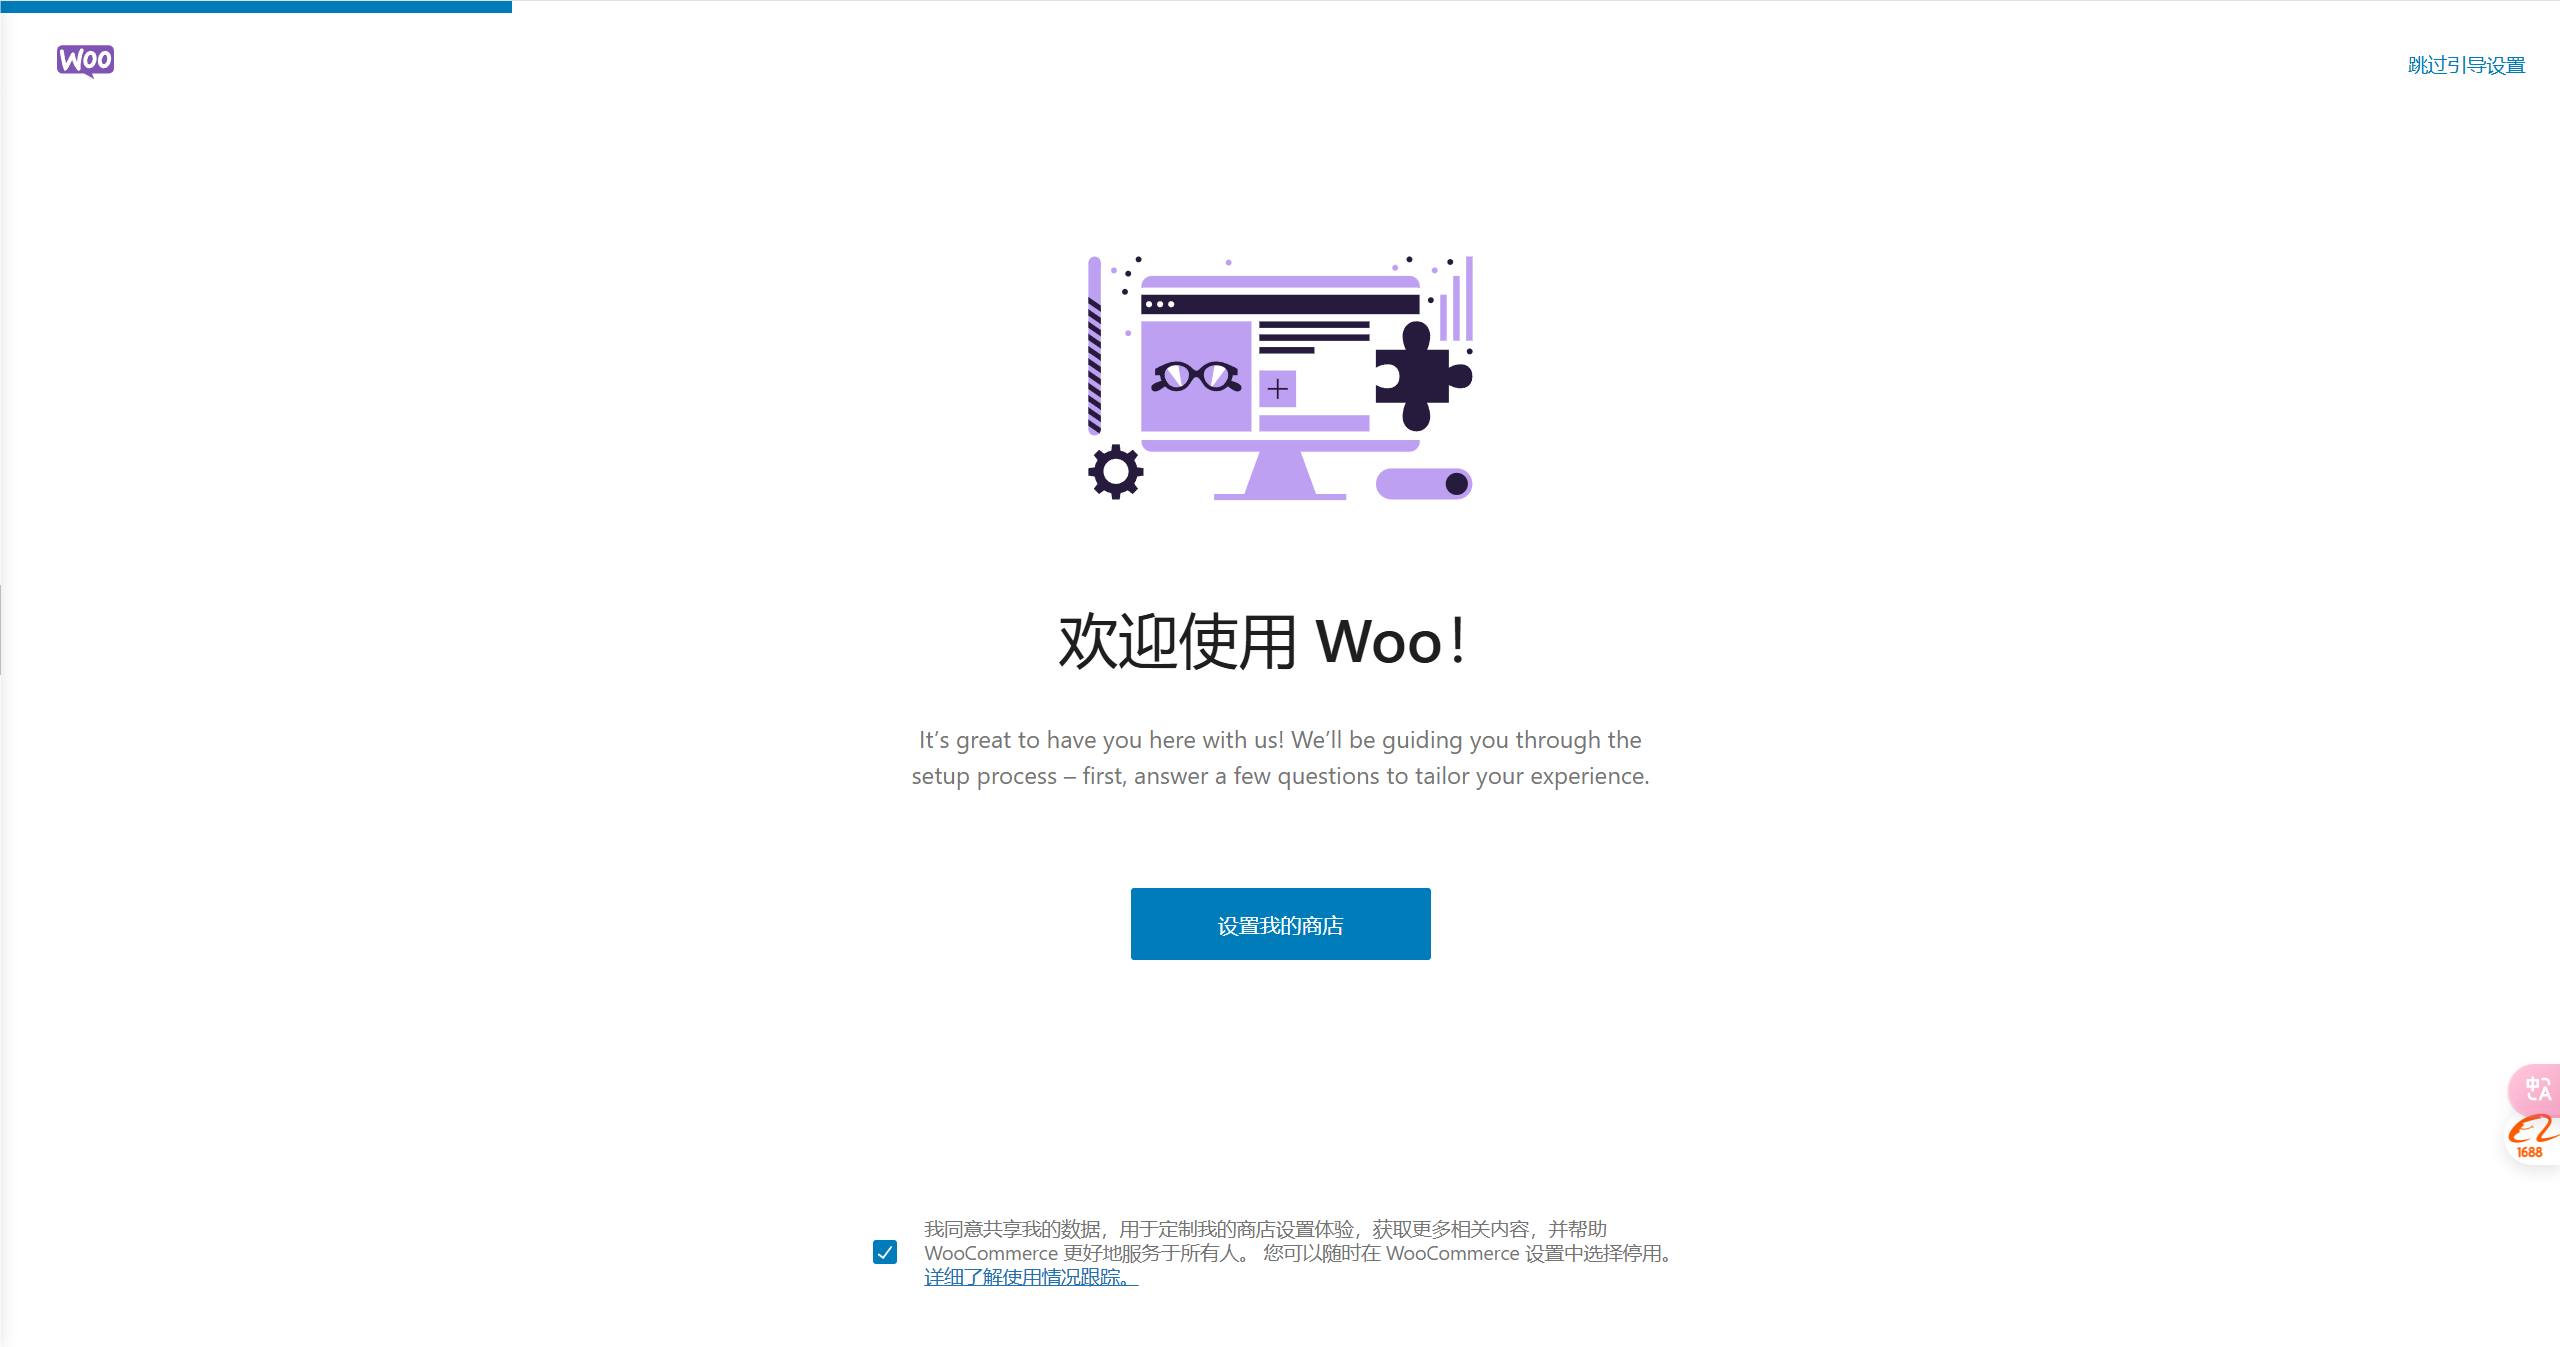 Woo
跳过引导设置
欢迎使用 Woo！
It’s great to have you here with us! We’ll be guiding you through the
setup process – first, answer a few questions to tailor your experience.
设置我的商店
中A
1688
我同意共享我的数据，用于定制我的商店设置体验，获取更多相关内容，并帮助
WooCommerce 更好地服务于所有人。 您可以随时在 WooCommerce 设置中选择停用。
详细了解使用情况跟踪。